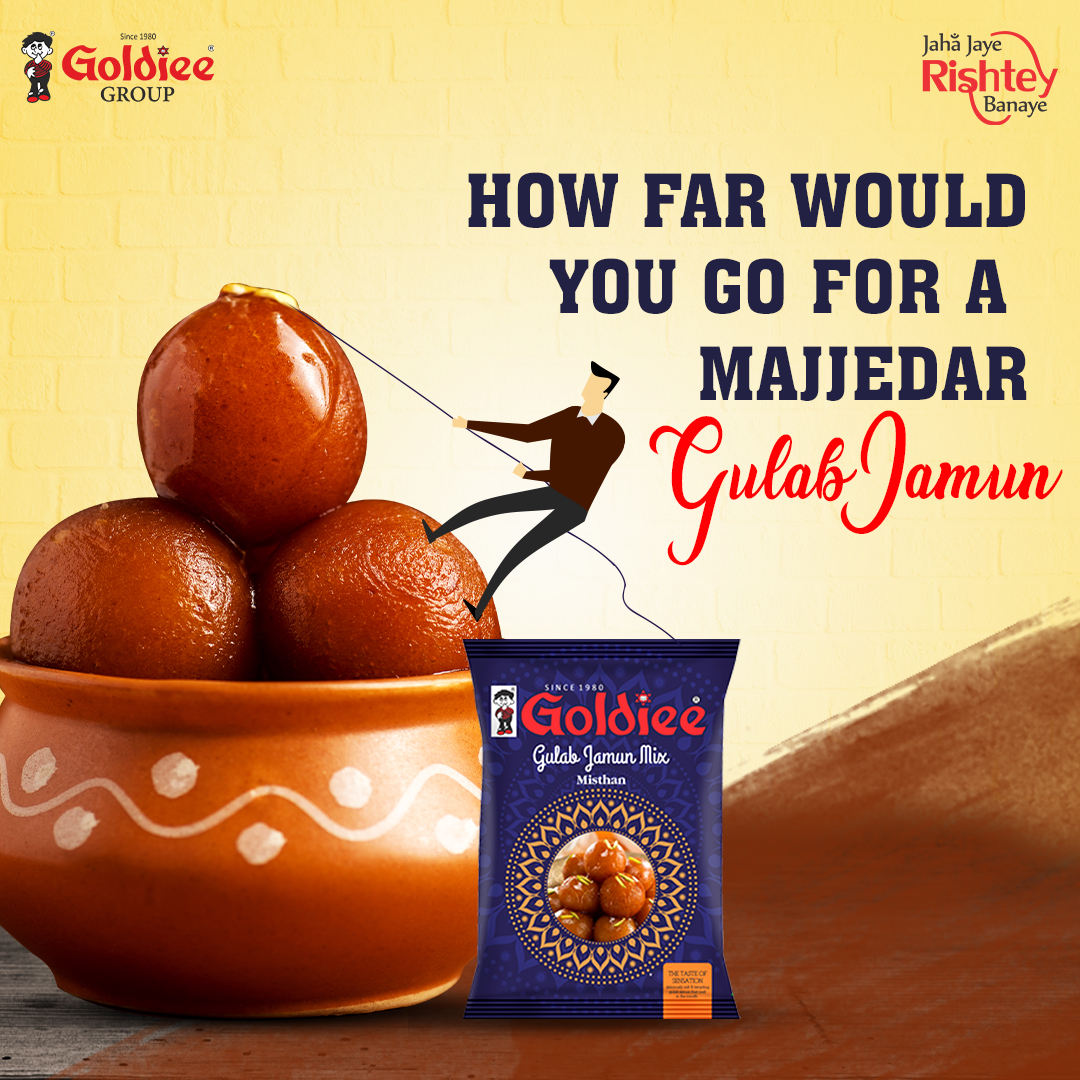 Since 1980
Goldiee
GROUP
Jahā Jaye
Rishtey
Banaye
HOW FAR WOULD
YOU GO FOR A
MAJJEDAR
Gulab Jamun
SINCE 1980
Goldiee
Gulab Jamun Mix
Misthan
THE TASTE OF
SENSATION